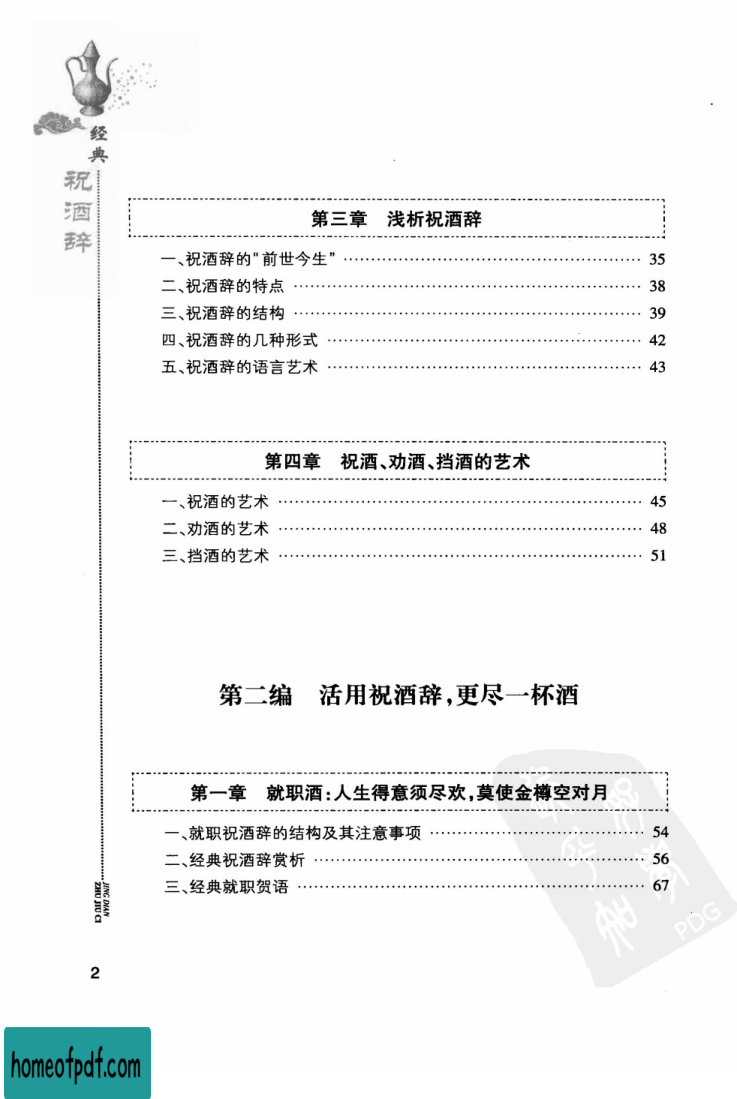 经典
祝酒辞
第三章 浅析祝酒辞
一、祝酒辞的“前世今生” …… 35
二、祝酒辞的特点 …… 38
三、祝酒辞的结构 …… 39
四、祝酒辞的几种形式 …… 42
五、祝酒辞的语言艺术 …… 43
第四章 祝酒、劝酒、挡酒的艺术
一、祝酒的艺术 …… 45
二、劝酒的艺术 …… 48
三、挡酒的艺术 …… 51
第二编 活用祝酒辞,更尽一杯酒
第一章 就职酒:人生得意须尽欢,莫使金樽空对月
一、就职祝酒辞的结构及其注意事项 …… 54
二、经典祝酒辞赏析 …… 56
三、经典就职贺语 …… 67
JING DIAN
ZHU JIU CI
PDG
2
homeofpdf.com